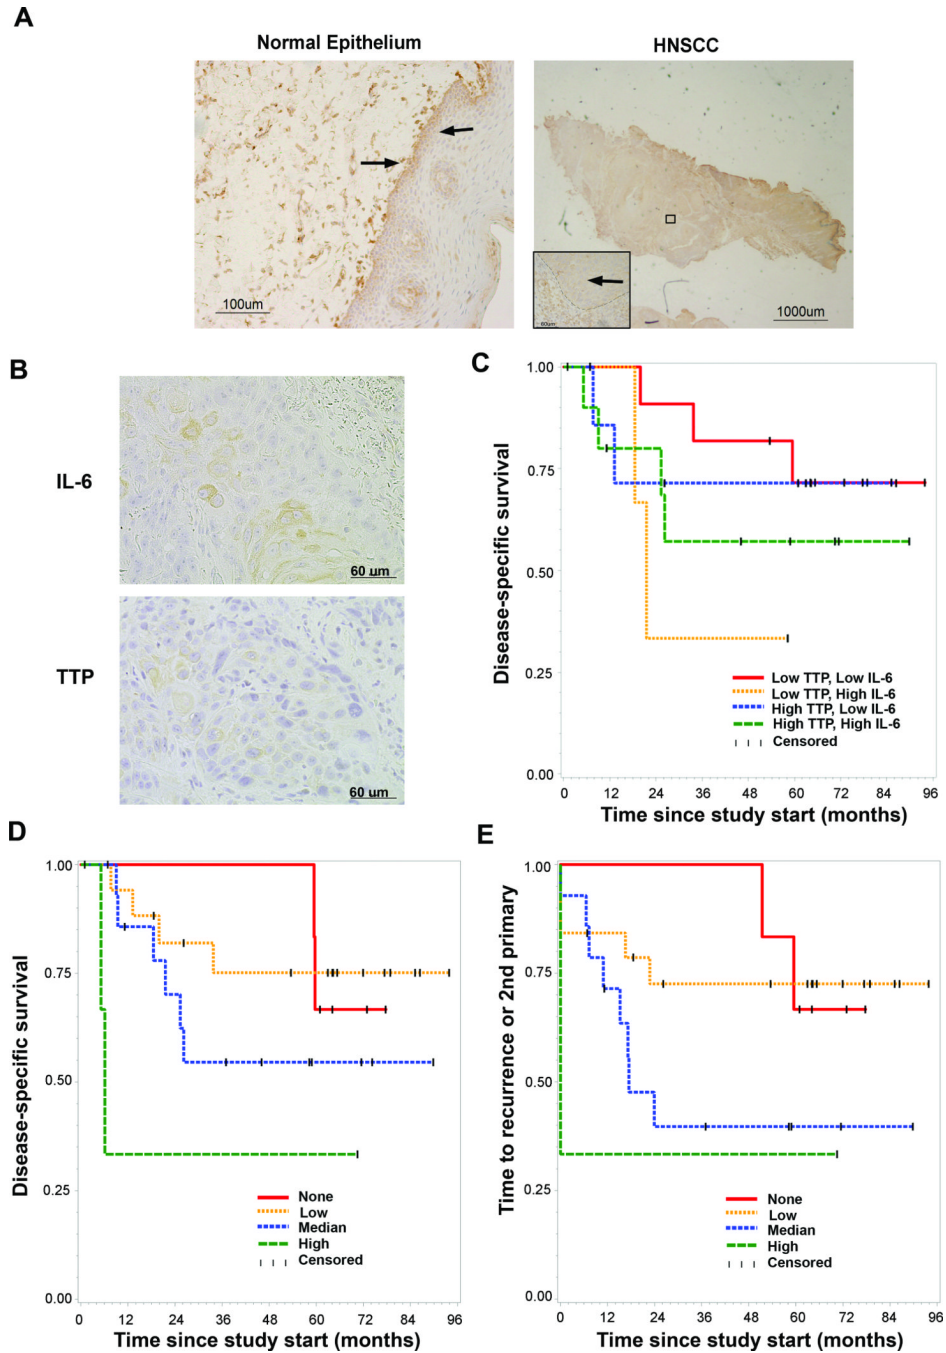 A
Normal Epithelium
HNSCC
100um
60um
1000um
B
IL-6
60 um
TTP
60 um
C
Disease-specific survival
1.00
0.75
0.50
0.25
0.00
Low TTP, Low IL-6
Low TTP, High IL-6
High TTP, Low IL-6
High TTP, High IL-6
Censored
0 12 24 36 48 60 72 84 96
Time since study start (months)
D
Disease-specific survival
1.00
0.75
0.50
0.25
0.00
None
Low
Median
High
Censored
0 12 24 36 48 60 72 84 96
Time since study start (months)
E
Time to recurrence or 2nd primary
1.00
0.75
0.50
0.25
0.00
None
Low
Median
High
Censored
0 12 24 36 48 60 72 84 96
Time since study start (months)